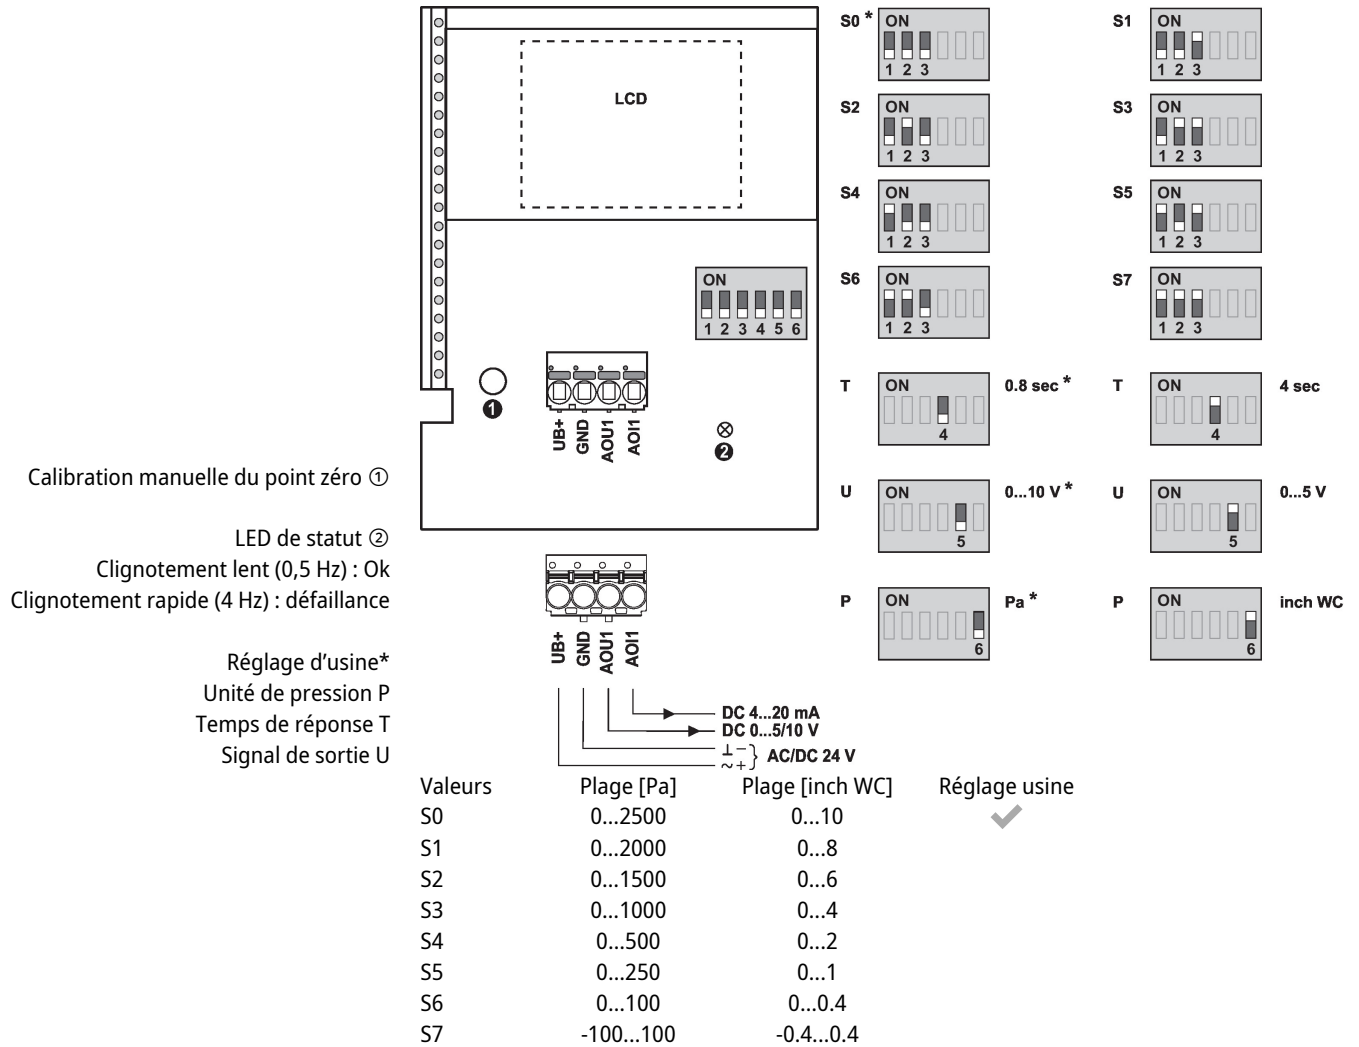 LCD
ON
1 2 3 4 5 6
❶
UB+
GND
AOU1
AOI1
❷
Calibration manuelle du point zéro ①
LED de statut ②
Clignotement lent (0,5 Hz) : Ok
Clignotement rapide (4 Hz) : défaillance
Réglage d'usine*
Unité de pression P
Temps de réponse T
Signal de sortie U
UB+
GND
AOU1
AOI1
DC 4...20 mA
DC 0...5/10 V
⊥ −
~ +
AC/DC 24 V
S0 *
ON
1 2 3
S1
ON
1 2 3
S2
ON
1 2 3
S3
ON
1 2 3
S4
ON
1 2 3
S5
ON
1 2 3
S6
ON
1 2 3
S7
ON
1 2 3
T
ON
4
0.8 sec *
T
ON
4
4 sec
U
ON
5
0...10 V *
U
ON
5
0...5 V
P
ON
6
Pa *
P
ON
6
inch WC
Valeurs Plage [Pa] Plage [inch WC] Réglage usine
S0 0...2500 0...10 ✔
S1 0...2000 0...8
S2 0...1500 0...6
S3 0...1000 0...4
S4 0...500 0...2
S5 0...250 0...1
S6 0...100 0...0.4
S7 -100...100 -0.4...0.4